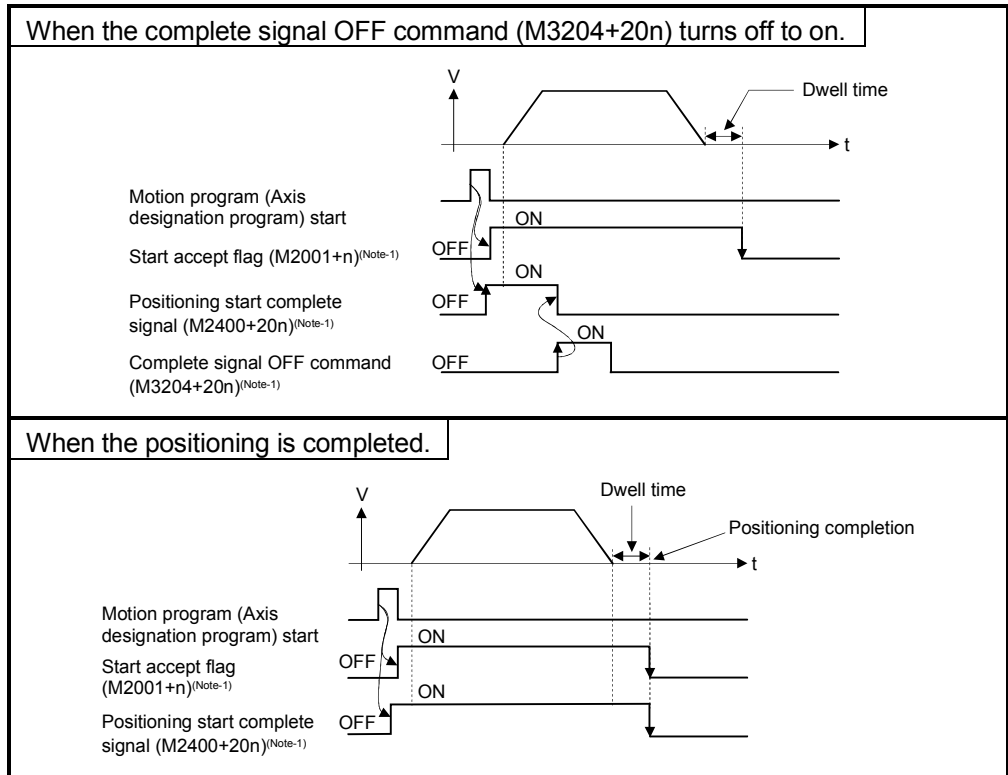 When the complete signal OFF command (M3204+20n) turns off to on.
V
Dwell time
t
Motion program (Axis
designation program) start
ON
Start accept flag (M2001+n)(Note-1)
OFF
ON
Positioning start complete
signal (M2400+20n)(Note-1)
OFF
ON
Complete signal OFF command
(M3204+20n)(Note-1)
OFF
When the positioning is completed.
V
Dwell time
Positioning completion
t
Motion program (Axis
designation program) start
ON
Start accept flag
(M2001+n)(Note-1)
OFF
ON
Positioning start complete
signal (M2400+20n)(Note-1)
OFF